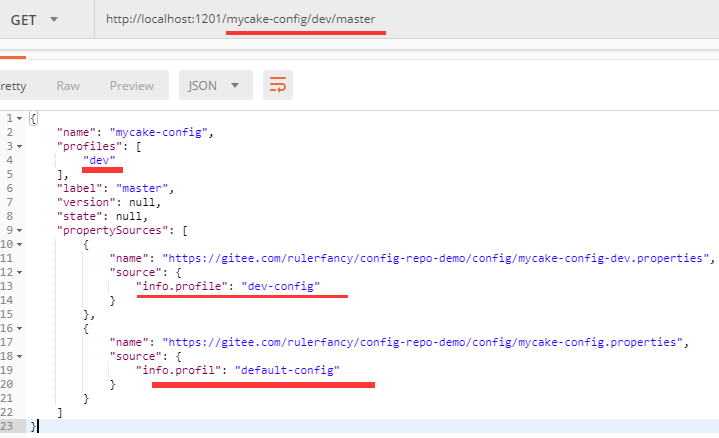 GET http://localhost:1201/mycake-config/dev/master
retty Raw Preview JSON
1 {
2 "name": "mycake-config",
3 "profiles": [
4 "dev"
5 ],
6 "label": "master",
7 "version": null,
8 "state": null,
9 "propertySources": [
10 {
11 "name": "https://gitee.com/rulerfancy/config-repo-demo/config/mycake-config-dev.properties",
12 "source": {
13 "info.profile": "dev-config"
14 }
15 },
16 {
17 "name": "https://gitee.com/rulerfancy/config-repo-demo/config/mycake-config.properties",
18 "source": {
19 "info.profil": "default-config"
20 }
21 }
22 ]
23 }